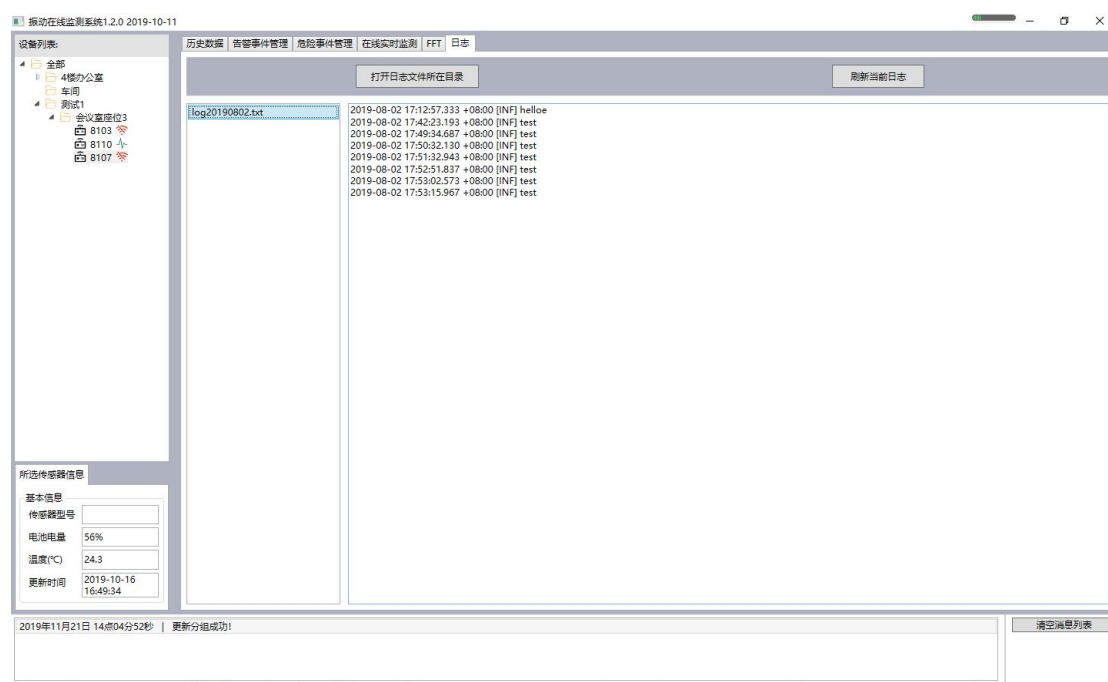 振动在线监测系统1.2.0 2019-10-11
设备列表:
历史数据 告警事件管理 危险事件管理 在线实时监测 FFT 日志
全部
4楼办公室
车间
测试1
会议室座位3
8103
8110
8107
打开日志文件所在目录 刷新当前日志
log20190802.txt
2019-08-02 17:12:57.333 +08:00 [INF] helloe
2019-08-02 17:42:23.193 +08:00 [INF] test
2019-08-02 17:49:34.687 +08:00 [INF] test
2019-08-02 17:50:32.130 +08:00 [INF] test
2019-08-02 17:51:32.943 +08:00 [INF] test
2019-08-02 17:52:51.837 +08:00 [INF] test
2019-08-02 17:53:02.573 +08:00 [INF] test
2019-08-02 17:53:15.967 +08:00 [INF] test
所选传感器信息
基本信息
传感器型号
电池电量 56%
温度(℃) 24.3
更新时间 2019-10-16
16:49:34
2019年11月21日 14点04分52秒 | 更新分组成功!
清空消息列表